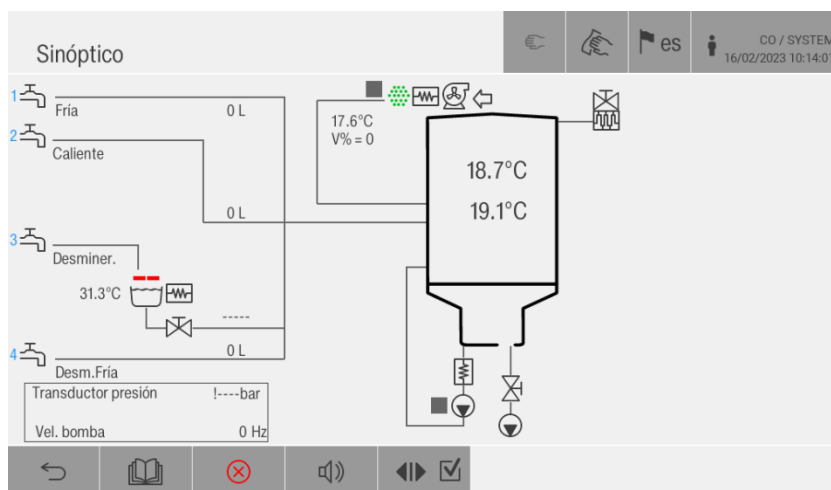 Sinóptico
es
CO / SYSTEM
16/02/2023 10:14:01
1
Fría
0 L
17.6°C
V% = 0
2
Caliente
18.7°C
19.1°C
0 L
3
Desminer.
31.3°C
-----
4
0 L
Desm.Fría
Transductor presión !----bar
Vel. bomba 0 Hz